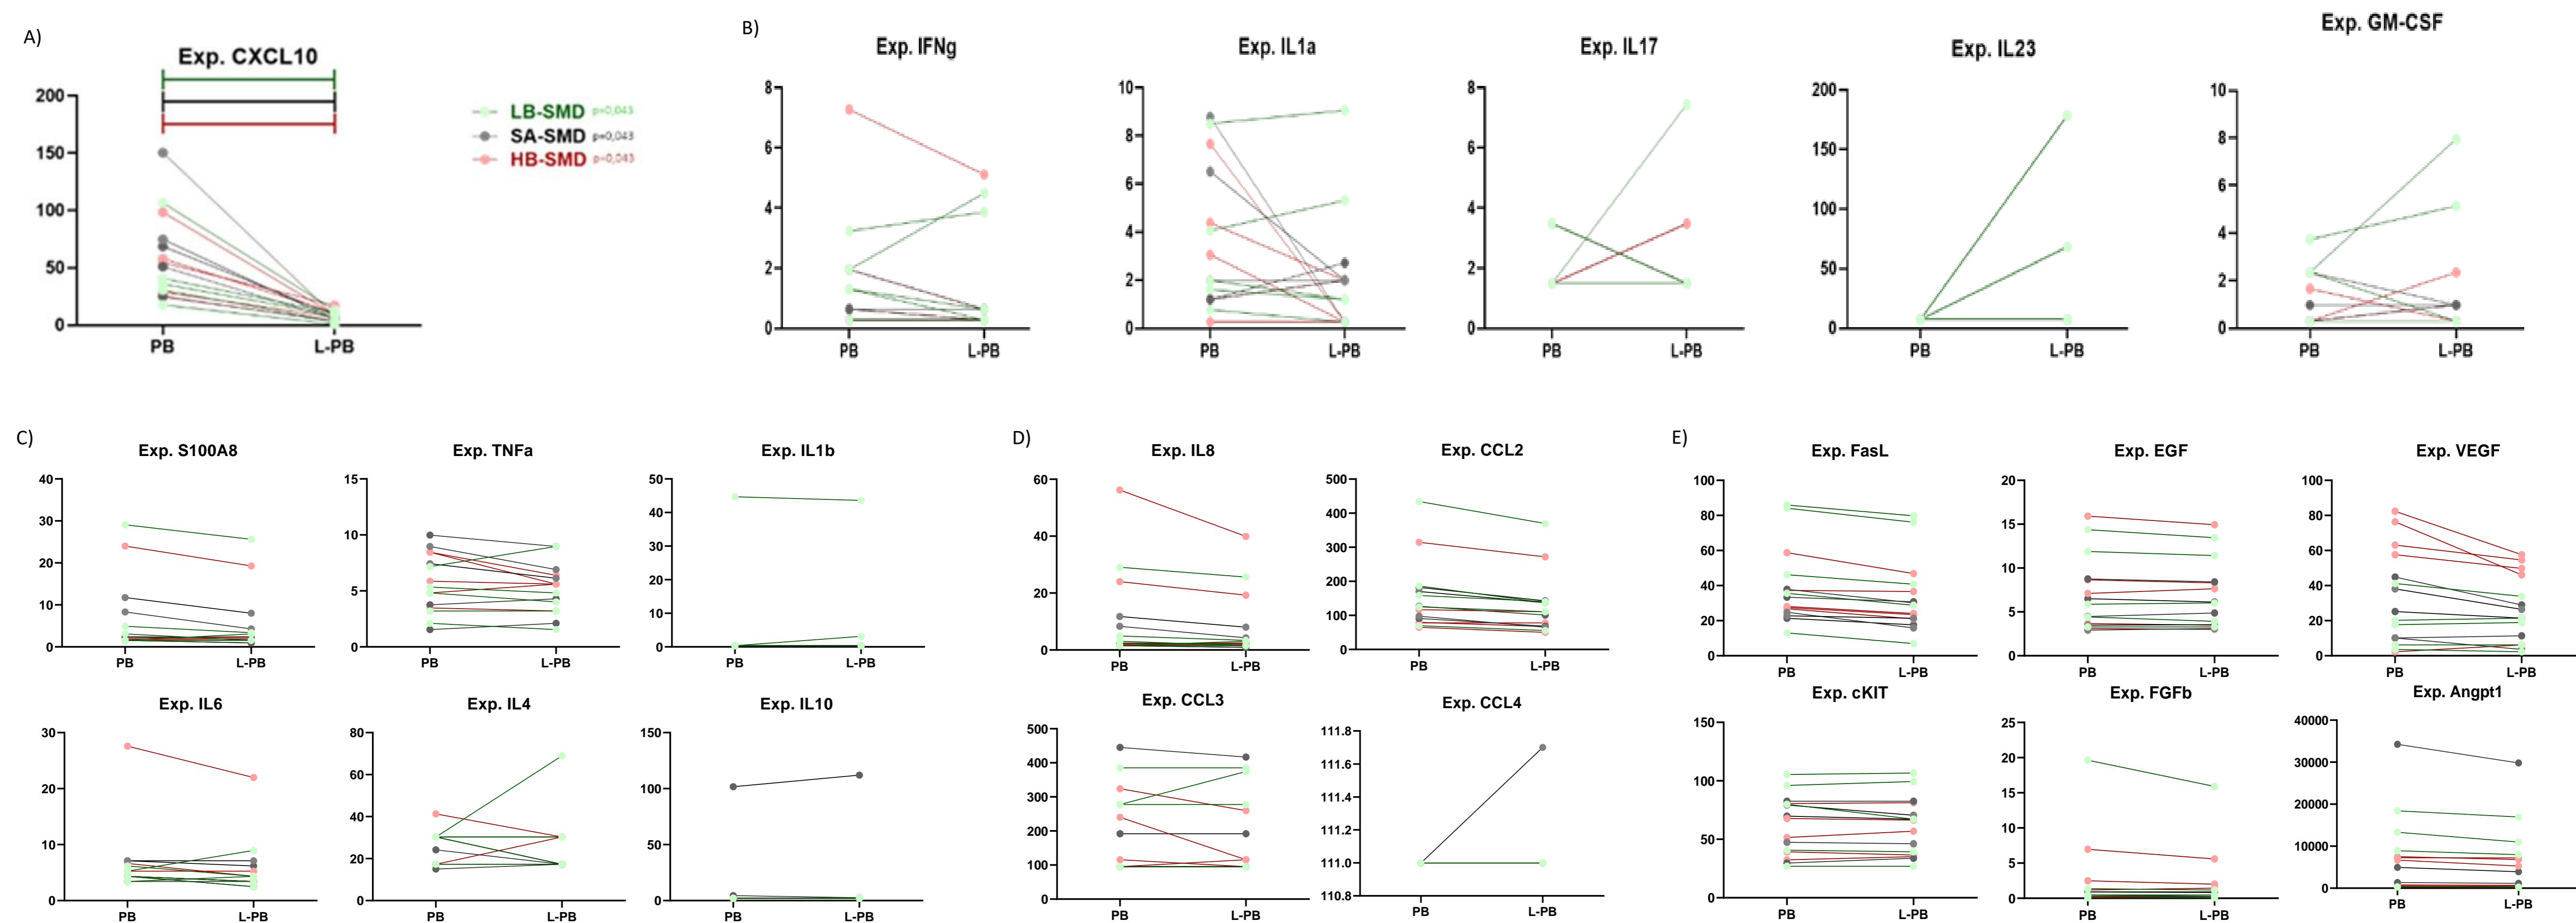 A)
Exp. CXCL10
200
150
100
50
0
PB L-PB
LB-SMD p=0,043
SA-SMD p=0,043
HB-SMD p=0,043
B)
Exp. IFNg
8
6
4
2
0
PB L-PB
Exp. IL1a
10
8
6
4
2
0
PB L-PB
Exp. IL17
8
6
4
2
0
PB L-PB
Exp. IL23
200
150
100
50
0
PB L-PB
Exp. GM-CSF
10
8
6
4
2
0
PB L-PB
C)
Exp. S100A8
40
30
20
10
0
PB L-PB
Exp. TNFa
15
10
5
0
PB L-PB
Exp. IL1b
50
40
30
20
10
0
PB L-PB
Exp. IL6
30
20
10
0
PB L-PB
Exp. IL4
80
60
40
20
0
PB L-PB
Exp. IL10
150
100
50
0
PB L-PB
D)
Exp. IL8
60
40
20
0
PB L-PB
Exp. CCL2
500
400
300
200
100
0
PB L-PB
Exp. CCL3
500
400
300
200
100
0
PB L-PB
Exp. CCL4
111.8
111.6
111.4
111.2
111.0
110.8
PB L-PB
E)
Exp. FasL
100
80
60
40
20
0
PB L-PB
Exp. EGF
20
15
10
5
0
PB L-PB
Exp. VEGF
100
80
60
40
20
0
PB L-PB
Exp. cKIT
150
100
50
0
PB L-PB
Exp. FGFb
25
20
15
10
5
0
PB L-PB
Exp. Angpt1
40000
30000
20000
10000
0
PB L-PB